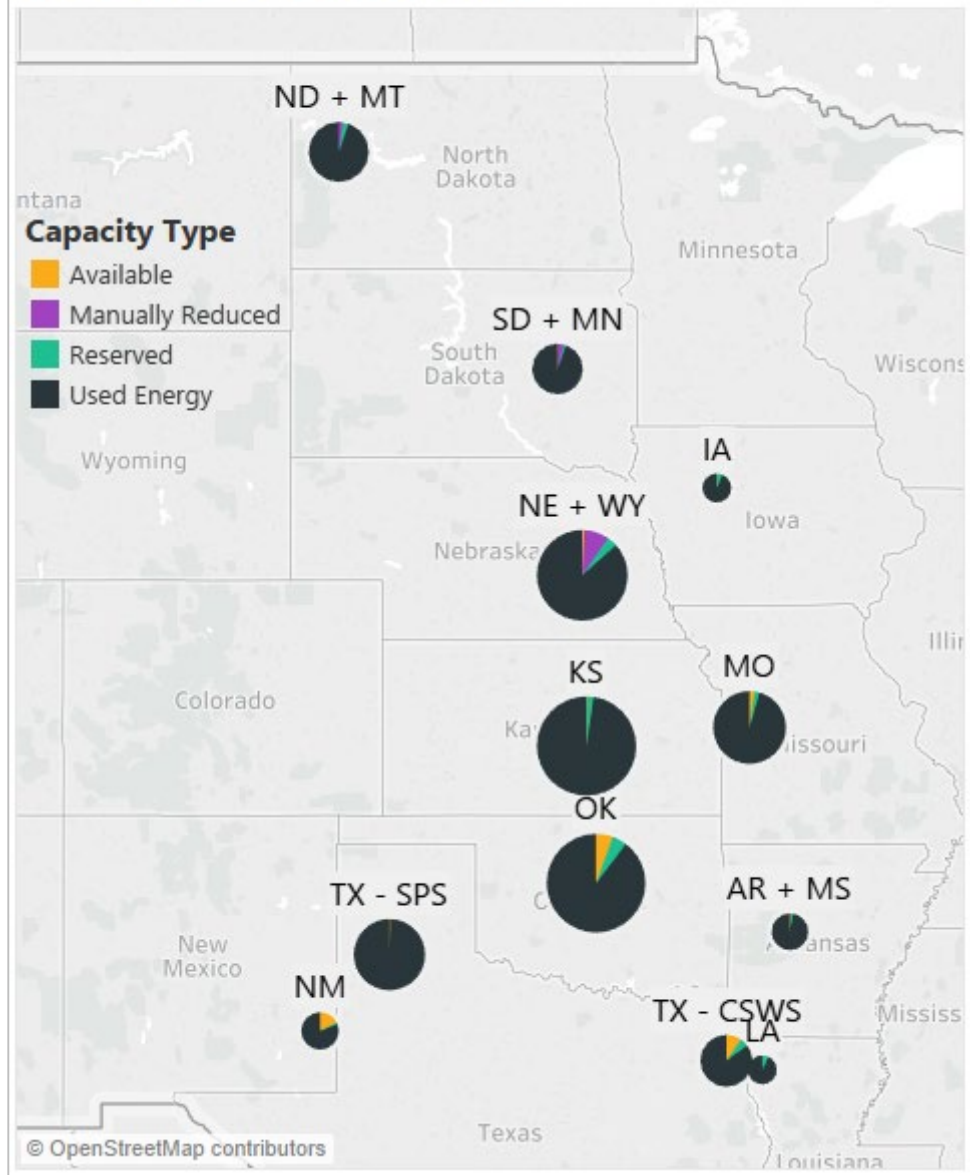 ND + MT
North
Dakota
ntana
Capacity Type
Available
Manually Reduced
Reserved
Used Energy
Minnesota
SD + MN
South
Dakota
Wiscons
Wyoming
IA
Iowa
NE + WY
Nebraska
Illin
KS
MO
Colorado
Ka
issouri
OK
TX - SPS
AR + MS
ansas
New
Mexico
NM
TX - CSWS
LA
Mississ
Texas
© OpenStreetMap contributors
Louisiana